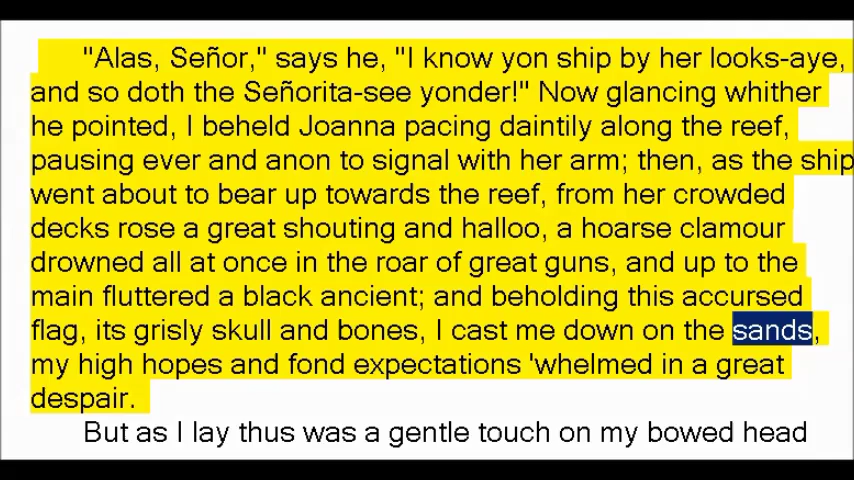 "Alas, Señor," says he, "I know yon ship by her looks-aye,
and so doth the Señorita-see yonder!" Now glancing whither
he pointed, I beheld Joanna pacing daintily along the reef,
pausing ever and anon to signal with her arm; then, as the ship
went about to bear up towards the reef, from her crowded
decks rose a great shouting and halloo, a hoarse clamour
drowned all at once in the roar of great guns, and up to the
main fluttered a black ancient; and beholding this accursed
flag, its grisly skull and bones, I cast me down on the sands,
my high hopes and fond expectations 'whelmed in a great
despair.
But as I lay thus was a gentle touch on my bowed head